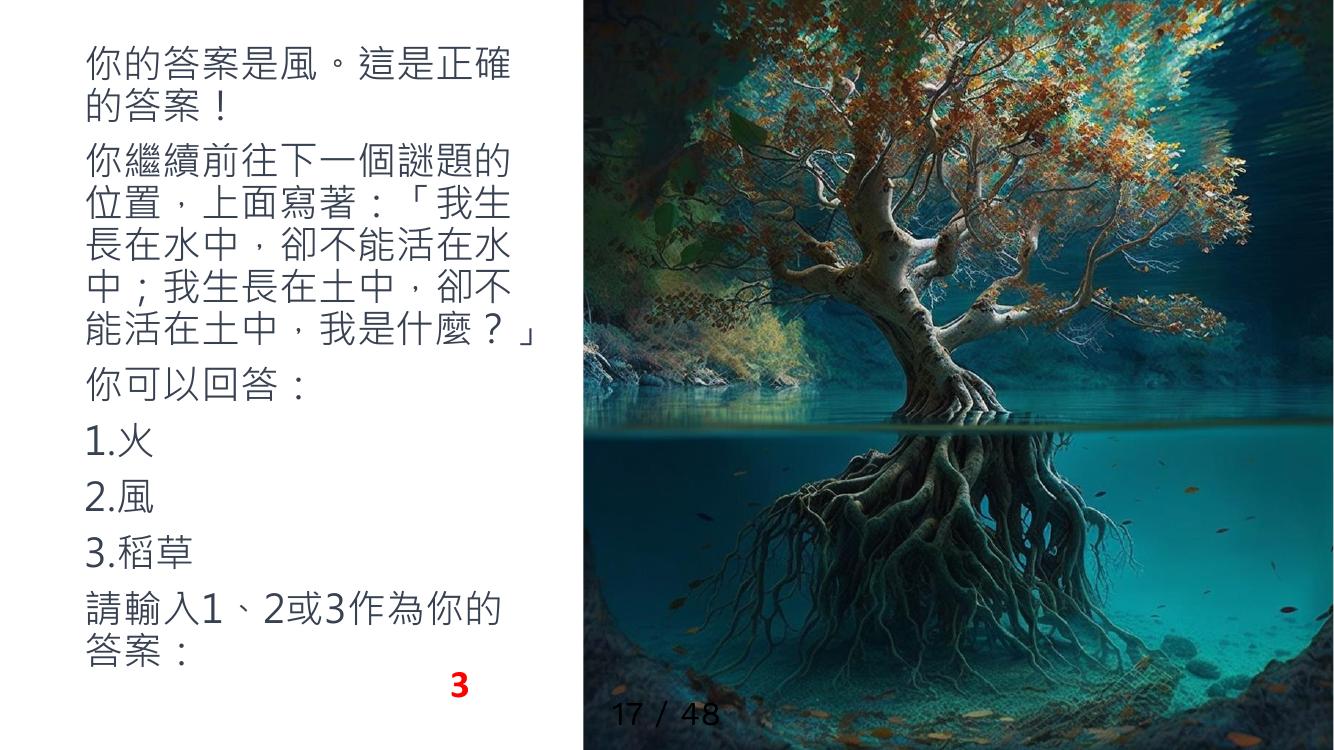 你的答案是風。這是正確
的答案！
你繼續前往下一個謎題的
位置，上面寫著：「我生
長在水中，卻不能活在水
中；我生長在土中，卻不
能活在土中，我是什麼？」
你可以回答：
1.火
2.風
3.稻草
請輸入1、2或3作為你的
答案：
3
17 / 48